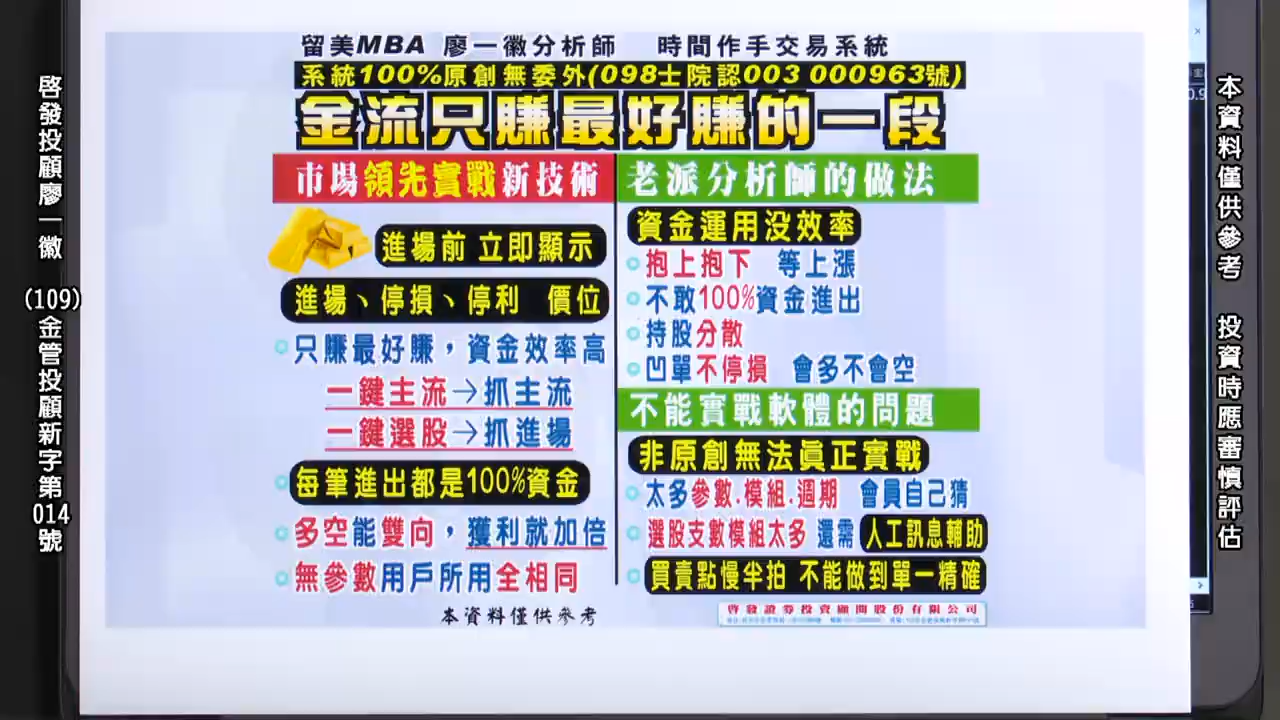 啓發投顧廖一徽
(109)金管投顧新字第014號
留美MBA 廖一徽分析師 時間作手交易系統
系統100%原創無委外(098士院認003 000963號)
金流只賺最好賺的一段
市場領先實戰新技術
進場前 立即顯示
進場、停損、停利 價位
只賺最好賺，資金效率高
一鍵主流→抓主流
一鍵選股→抓進場
每筆進出都是100%資金
多空能雙向，獲利就加倍
無參數用戶所用全相同
本資料僅供參考
老派分析師的做法
資金運用没效率
抱上抱下 等上漲
不敢100%資金進出
持股分散
凹單不停損 會多不會空
不能實戰軟體的問題
非原創無法眞正實戰
太多參數.模組.週期 會員自己猜
選股支數模組太多 還需 人工訊息輔助
買賣點慢半拍 不能做到單一精確
啓發證券投資顧問股份有限公司
本資料僅供參考 投資時應審慎評估